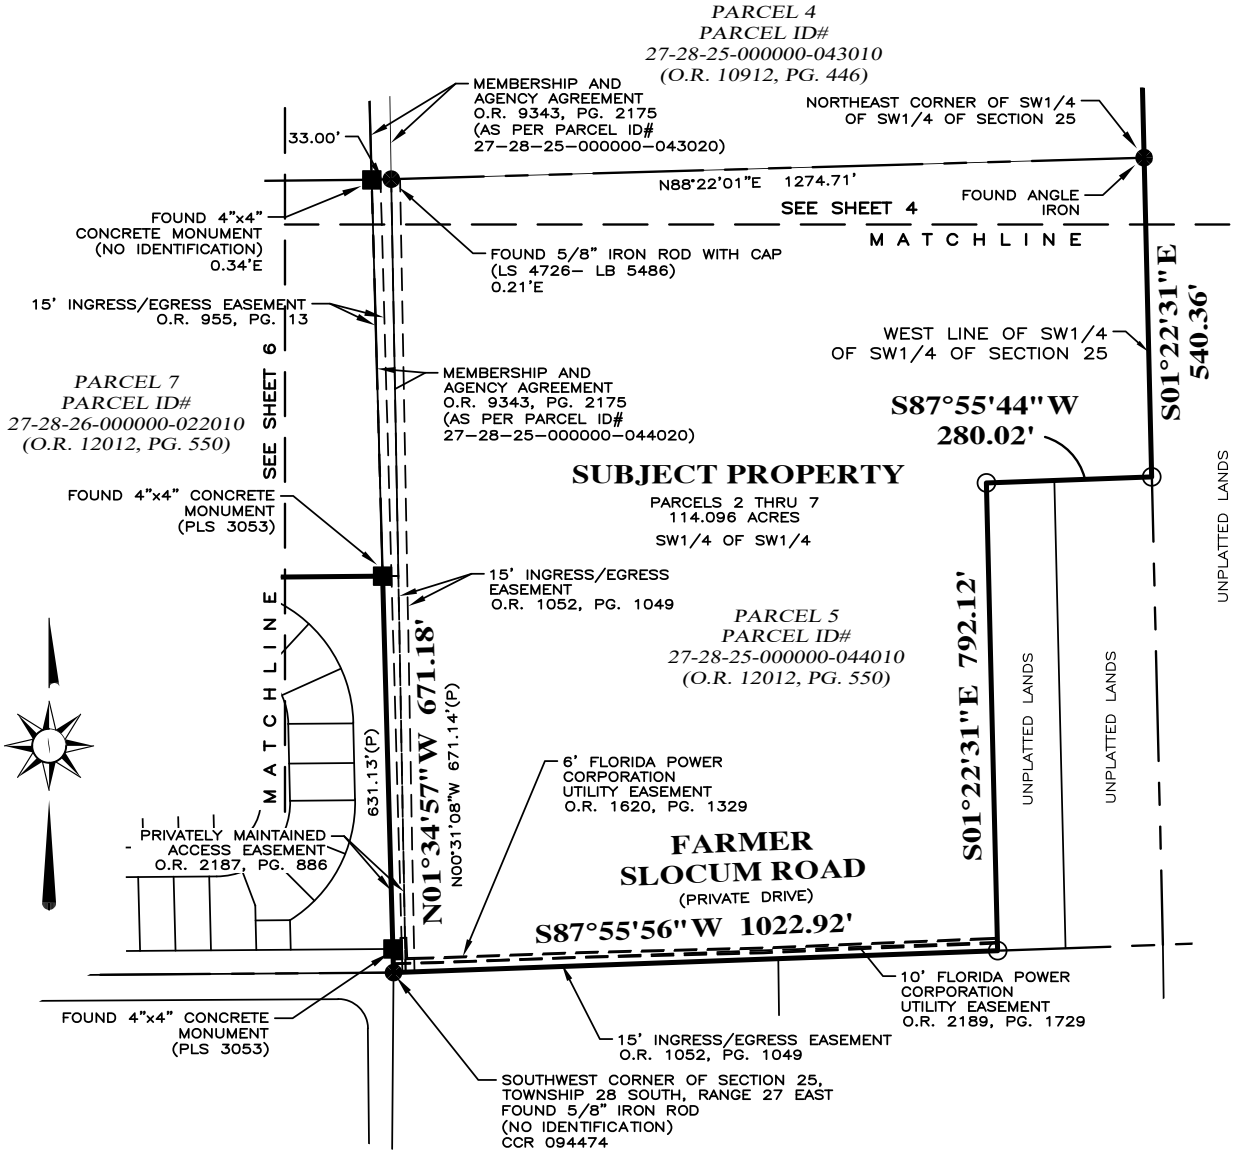 PARCEL 4
PARCEL ID#
27-28-25-000000-043010
(O.R. 10912, PG. 446)
MEMBERSHIP AND
AGENCY AGREEMENT
O.R. 9343, PG. 2175
(AS PER PARCEL ID#
27-28-25-000000-043020)
NORTHEAST CORNER OF SW1/4
OF SW1/4 OF SECTION 25
33.00'
N88°22'01"E 1274.71'
FOUND ANGLE
IRON
SEE SHEET 4
MATCHLINE
FOUND 4"x4"
CONCRETE MONUMENT
(NO IDENTIFICATION)
0.34'E
FOUND 5/8" IRON ROD WITH CAP
(LS 4726- LB 5486)
0.21'E
15' INGRESS/EGRESS EASEMENT
O.R. 955, PG. 13
S01°22'31"E
540.36'
WEST LINE OF SW1/4
OF SW1/4 OF SECTION 25
SEE SHEET 6
PARCEL 7
PARCEL ID#
27-28-26-000000-022010
(O.R. 12012, PG. 550)
MEMBERSHIP AND
AGENCY AGREEMENT
O.R. 9343, PG. 2175
(AS PER PARCEL ID#
27-28-25-000000-044020)
S87°55'44"W
280.02'
SUBJECT PROPERTY
PARCELS 2 THRU 7
114.096 ACRES
SW1/4 OF SW1/4
UNPLATTED LANDS
FOUND 4"x4" CONCRETE
MONUMENT
(PLS 3053)
15' INGRESS/EGRESS
EASEMENT
O.R. 1052, PG. 1049
PARCEL 5
PARCEL ID#
27-28-25-000000-044010
(O.R. 12012, PG. 550)
MATCHLINE
631.13'(P)
N01°34'57"W 671.18'
N00°31'08"W 671.14'(P)
S01°22'31"E 792.12'
UNPLATTED LANDS
UNPLATTED LANDS
6' FLORIDA POWER
CORPORATION
UTILITY EASEMENT
O.R. 1620, PG. 1329
PRIVATELY MAINTAINED
ACCESS EASEMENT
O.R. 2187, PG. 886
FARMER
SLOCUM ROAD
(PRIVATE DRIVE)
S87°55'56"W 1022.92'
10' FLORIDA POWER
CORPORATION
UTILITY EASEMENT
O.R. 2189, PG. 1729
FOUND 4"x4" CONCRETE
MONUMENT
(PLS 3053)
15' INGRESS/EGRESS EASEMENT
O.R. 1052, PG. 1049
SOUTHWEST CORNER OF SECTION 25,
TOWNSHIP 28 SOUTH, RANGE 27 EAST
FOUND 5/8" IRON ROD
(NO IDENTIFICATION)
CCR 094474